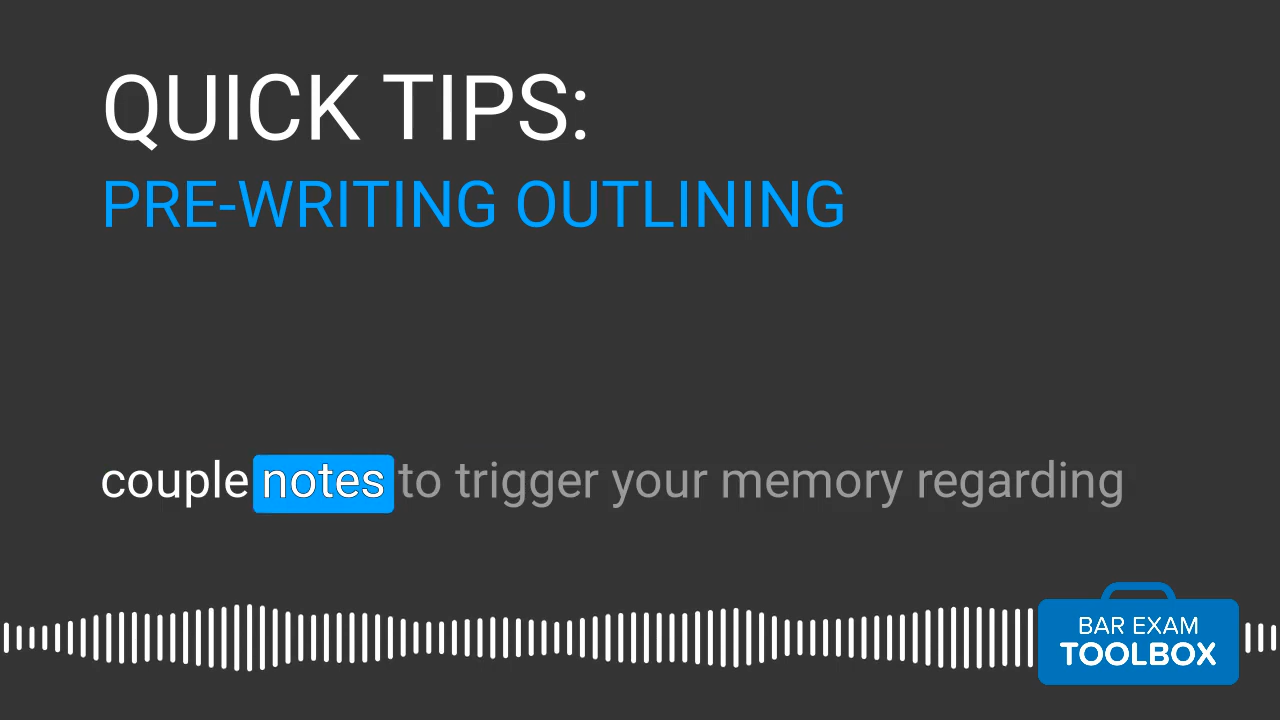 QUICK TIPS:
PRE-WRITING OUTLINING
couple notes to trigger your memory regarding
BAR EXAM
TOOLBOX